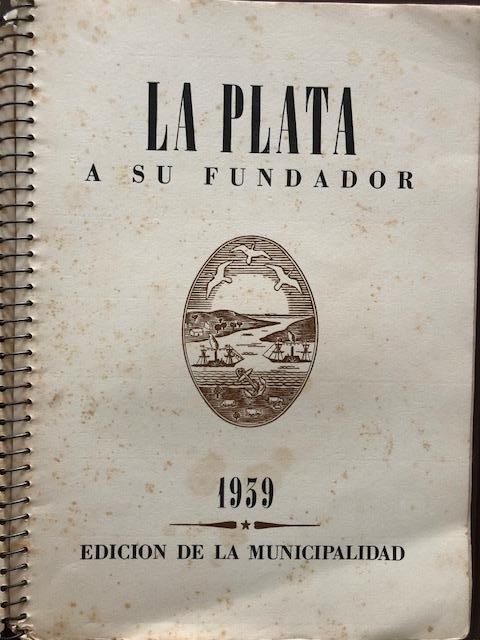 LA PLATA
A SU FUNDADOR
1939
EDICION DE LA MUNICIPALIDAD